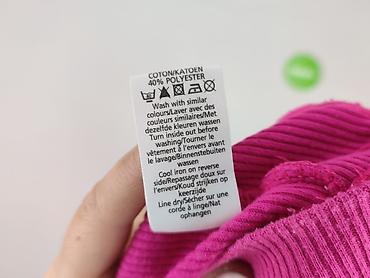 COTON/KATOEN
40% POLYESTER
Wash with similar
colours/Laver avec des
couleurs similaires/Met
dezelfde kleuren wassen
Turn inside out before
washing/Tourner le
vêtement à l'envers avant
le lavage/Binnenstebuiten
wassen
Cool iron on reverse
side/Repassage doux sur
l'envers/Koud strijken op
keerzijde
Line dry/Sécher sur une
corde à linge/Nat
ophangen